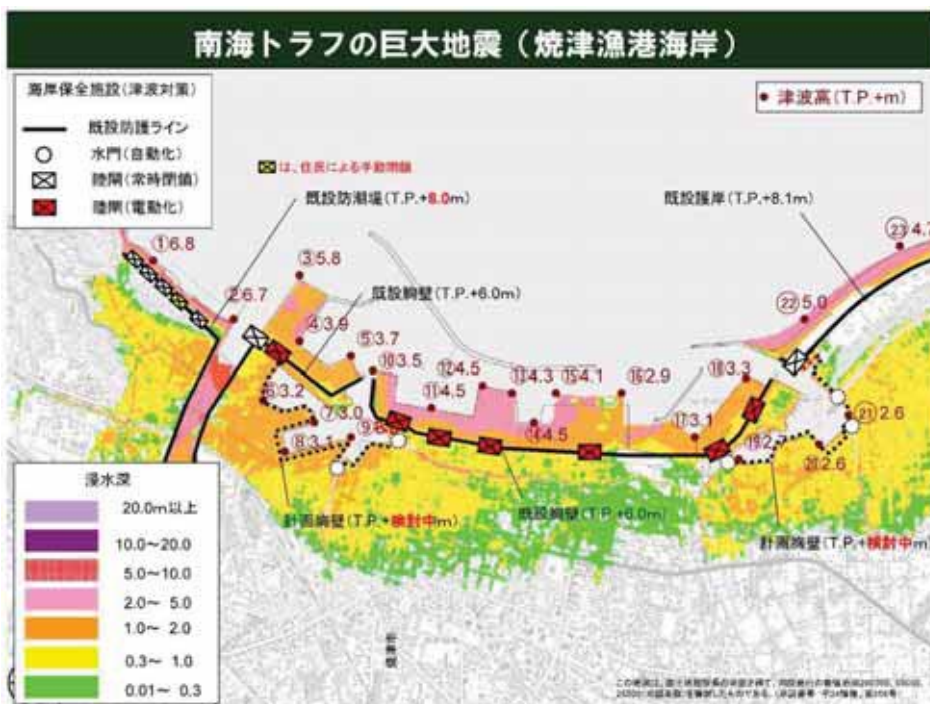 南海トラフの巨大地震（焼津漁港海岸）
海岸保全施設（津波対策）
既設防護ライン
水門（自動化）
陸閘（常時閉鎖）
陸閘（電動化）
● 津波高（T.P.+m）
は、住民による手動閉鎖
既設防潮堤（T.P.+8.0m）
既設護岸（T.P.+8.1m）
既設胸壁（T.P.+6.0m）
①6.8
②6.7
③5.8
④3.9
⑤3.7
⑥3.2
⑦3.0
⑧3.1
⑩3.5
⑪4.5
⑫4.5
⑬4.3
⑭4.5
⑮4.1
⑯2.9
⑰3.1
⑱3.3
⑲2.7
⑳2.6
㉑2.6
㉒5.0
㉓4.7
計画胸壁（T.P.+検討中m）
既設胸壁（T.P.+6.0m）
計画胸壁（T.P.+検討中m）
浸水深
20.0m以上
10.0～20.0
5.0～10.0
2.0～ 5.0
1.0～ 2.0
0.3～ 1.0
0.01～ 0.3
焼津市